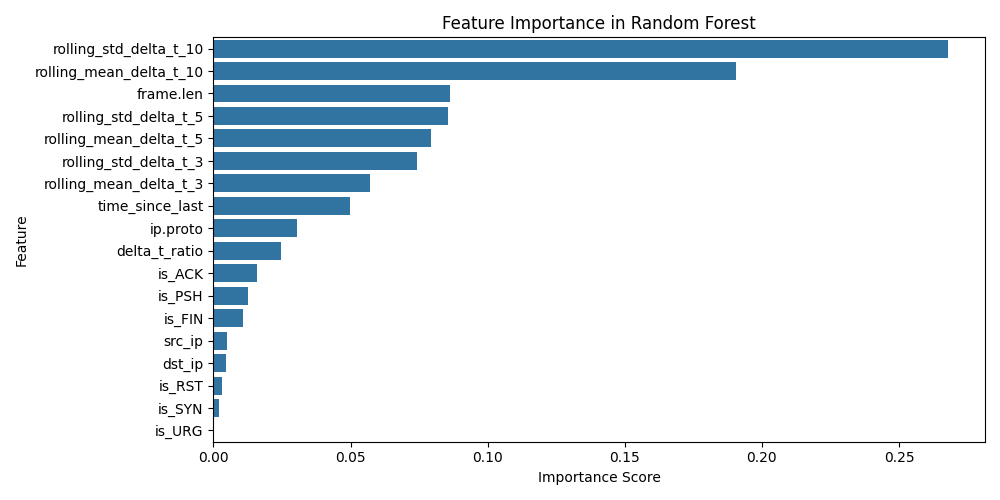 Feature Importance in Random Forest
rolling_std_delta_t_10
rolling_mean_delta_t_10
frame.len
rolling_std_delta_t_5
rolling_mean_delta_t_5
rolling_std_delta_t_3
rolling_mean_delta_t_3
time_since_last
ip.proto
delta_t_ratio
is_ACK
is_PSH
is_FIN
src_ip
dst_ip
is_RST
is_SYN
is_URG
Feature
0.00 0.05 0.10 0.15 0.20 0.25
Importance Score